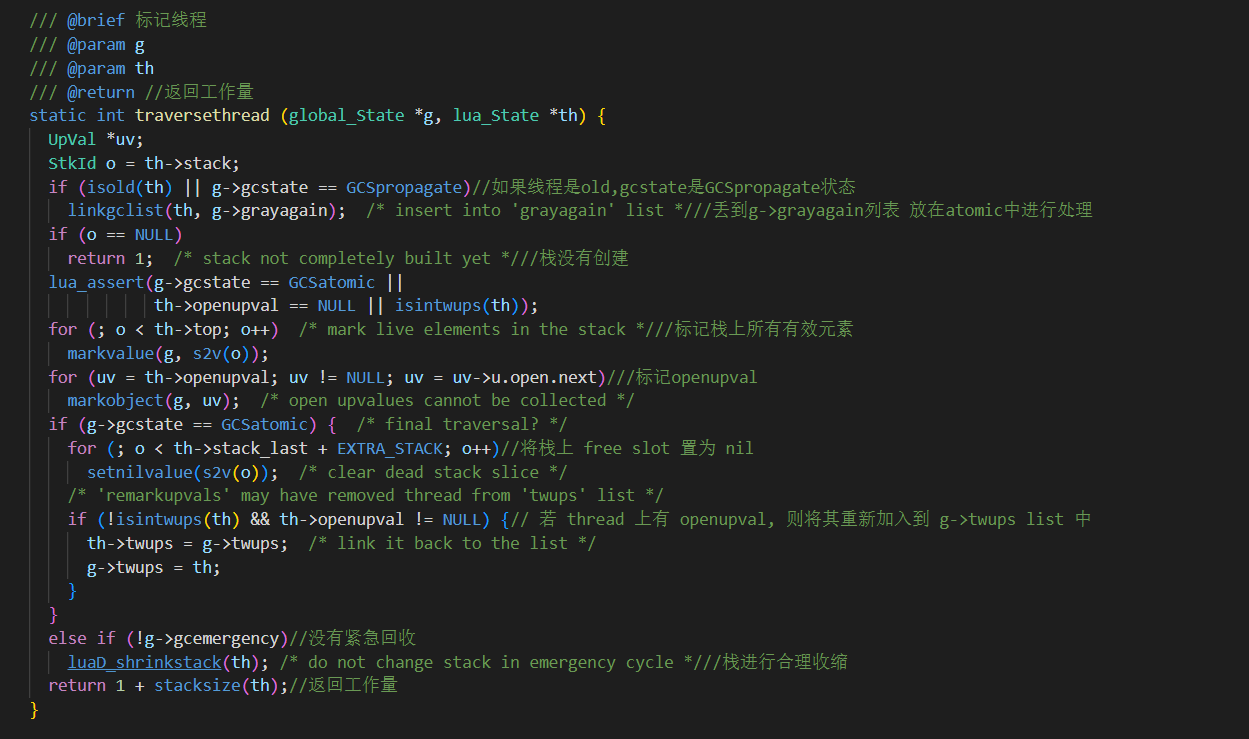 /// @brief 标记线程
/// @param g
/// @param th
/// @return //返回工作量
static int traversethread (global_State *g, lua_State *th) {
  UpVal *uv;
  StkId o = th->stack;
  if (isold(th) || g->gcstate == GCSpropagate)//如果线程是old,gcstate是GCSpropagate状态
    linkgclist(th, g->grayagain);  /* insert into 'grayagain' list *///丢到g->grayagain列表 放在atomic中进行处理
  if (o == NULL)
    return 1;  /* stack not completely built yet *///栈没有创建
  lua_assert(g->gcstate == GCSatomic ||
             th->openupval == NULL || isintwups(th));
  for (; o < th->top; o++)  /* mark live elements in the stack *///标记栈上所有有效元素
    markvalue(g, s2v(o));
  for (uv = th->openupval; uv != NULL; uv = uv->u.open.next)///标记openupval
    markobject(g, uv);  /* open upvalues cannot be collected */
  if (g->gcstate == GCSatomic) {  /* final traversal? */
    for (; o < th->stack_last + EXTRA_STACK; o++)//将栈上 free slot 置为 nil
      setnilvalue(s2v(o));  /* clear dead stack slice */
    /* 'remarkupvals' may have removed thread from 'twups' list */
    if (!isintwups(th) && th->openupval != NULL) {// 若 thread 上有 openupval, 则将其重新加入到 g->twups list 中
      th->twups = g->twups;  /* link it back to the list */
      g->twups = th;
    }
  }
  else if (!g->gcemergency)//没有紧急回收
    luaD_shrinkstack(th); /* do not change stack in emergency cycle *///栈进行合理收缩
  return 1 + stacksize(th);//返回工作量
}